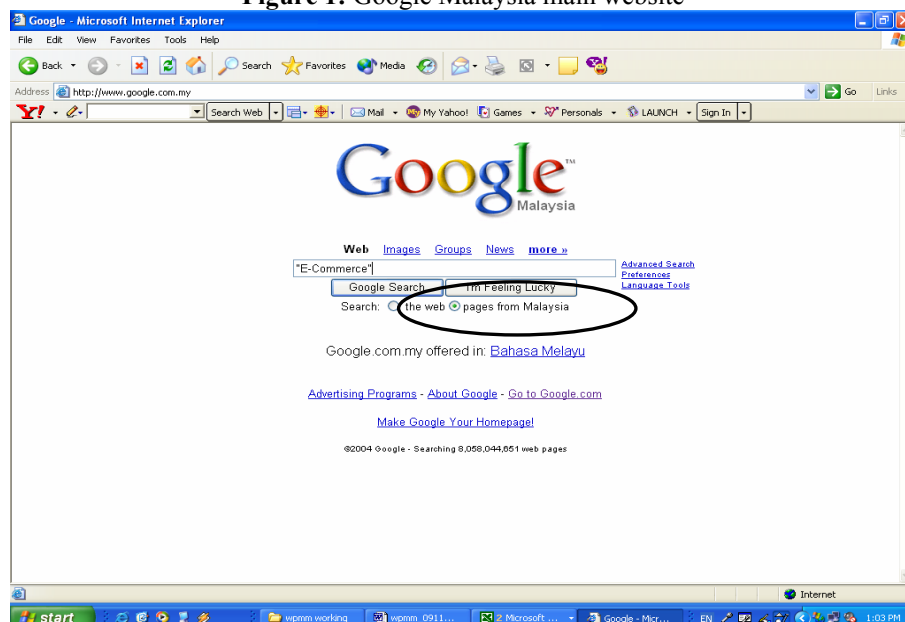 Figure 1: Google Malaysia main website
Google - Microsoft Internet Explorer
File Edit View Favorites Tools Help
Back Search Favorites Media
Address http://www.google.com.my Go Links
Y! Search Web Mail My Yahoo! Games Personals LAUNCH Sign In
Google™
Malaysia
Web Images Groups News more »
"E-Commerce"
Advanced Search
Preferences
Language Tools
Google Search I'm Feeling Lucky
Search: the web pages from Malaysia
Google.com.my offered in: Bahasa Melayu
Advertising Programs - About Google - Go to Google.com
Make Google Your Homepage!
©2004 Google - Searching 8,058,044,651 web pages
Internet
start wpmm working wpmm_0911... 2 Microsoft ... Google - Micr... EN 1:03 PM